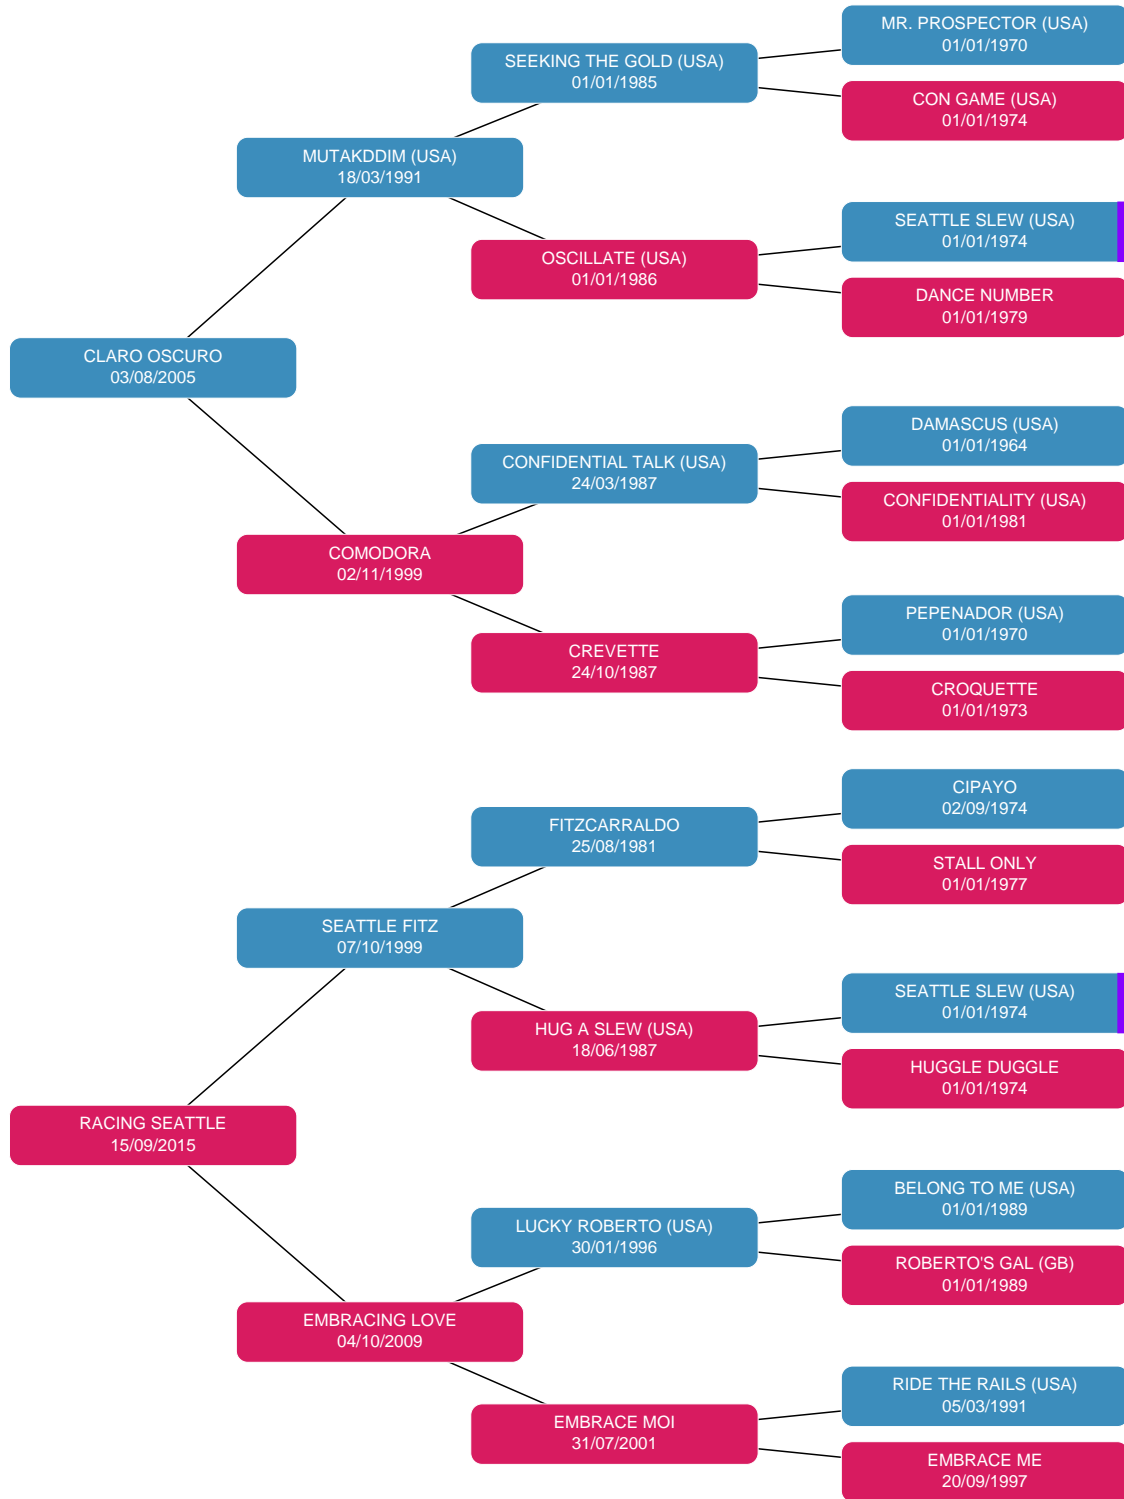 MR. PROSPECTOR (USA)
01/01/1970
SEEKING THE GOLD (USA)
01/01/1985
CON GAME (USA)
01/01/1974
MUTAKDDIM (USA)
18/03/1991
SEATTLE SLEW (USA)
01/01/1974
OSCILLATE (USA)
01/01/1986
DANCE NUMBER
01/01/1979
CLARO OSCURO
03/08/2005
DAMASCUS (USA)
01/01/1964
CONFIDENTIAL TALK (USA)
24/03/1987
CONFIDENTIALITY (USA)
01/01/1981
COMODORA
02/11/1999
PEPENADOR (USA)
01/01/1970
CREVETTE
24/10/1987
CROQUETTE
01/01/1973
CIPAYO
02/09/1974
FITZCARRALDO
25/08/1981
STALL ONLY
01/01/1977
SEATTLE FITZ
07/10/1999
SEATTLE SLEW (USA)
01/01/1974
HUG A SLEW (USA)
18/06/1987
HUGGLE DUGGLE
01/01/1974
RACING SEATTLE
15/09/2015
BELONG TO ME (USA)
01/01/1989
LUCKY ROBERTO (USA)
30/01/1996
ROBERTO'S GAL (GB)
01/01/1989
EMBRACING LOVE
04/10/2009
RIDE THE RAILS (USA)
05/03/1991
EMBRACE MOI
31/07/2001
EMBRACE ME
20/09/1997